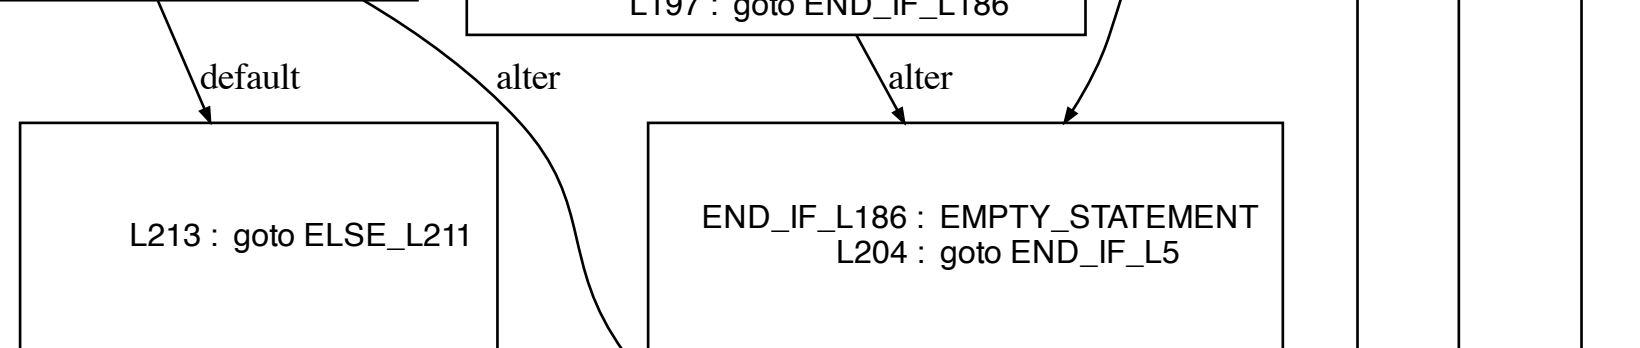 L197 : goto END_IF_L186
default
alter
alter
L213 : goto ELSE_L211
END_IF_L186 : EMPTY_STATEMENT
L204 : goto END_IF_L5